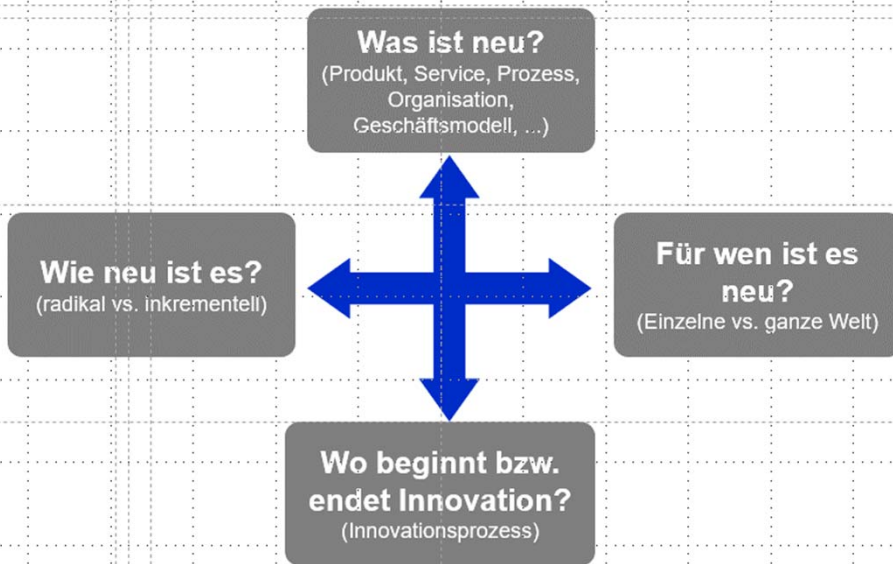 Was ist neu?
(Produkt, Service, Prozess,
Organisation,
Geschäftsmodell, ...)
Wie neu ist es?
(radikal vs. inkrementell)
Für wen ist es
neu?
(Einzelne vs. ganze Welt)
Wo beginnt bzw.
endet Innovation?
(Innovationsprozess)